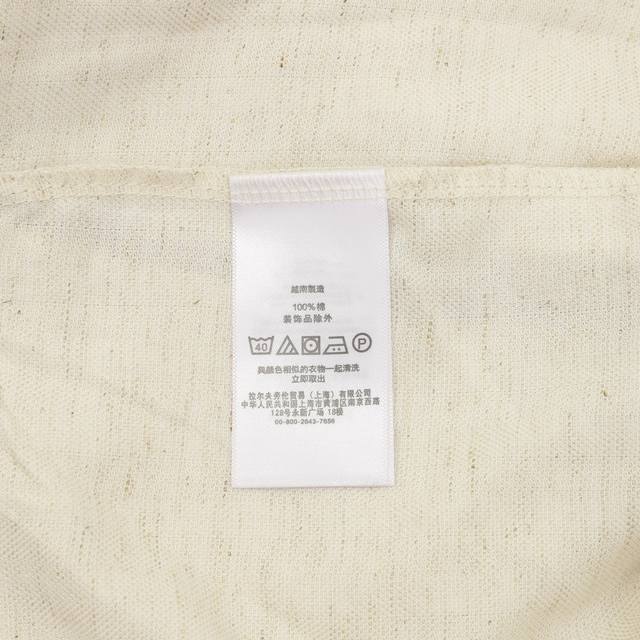 越南製造
100%棉
装飾品除外
40
P
與顏色相似的衣物一起清洗
立即取出
拉尔夫劳伦贸易（上海）有限公司
中华人民共和国上海市黄浦区南京西路
128号永新广场 18楼
00-800-2643-7656